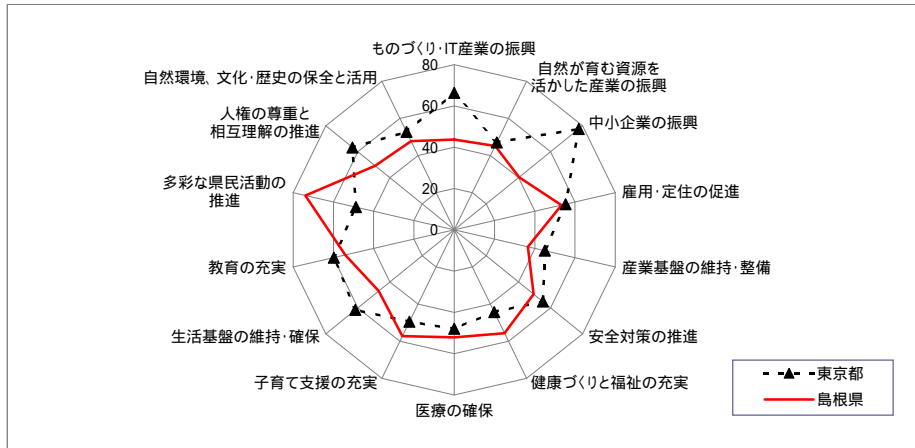 ものづくり･IT産業の振興
自然が育む資源を
活かした産業の振興
中小企業の振興
雇用･定住の促進
産業基盤の維持･整備
安全対策の推進
健康づくりと福祉の充実
医療の確保
子育て支援の充実
生活基盤の維持･確保
教育の充実
多彩な県民活動の
推進
人権の尊重と
相互理解の推進
自然環境、文化･歴史の保全と活用
80
60
40
20
0
東京都
島根県